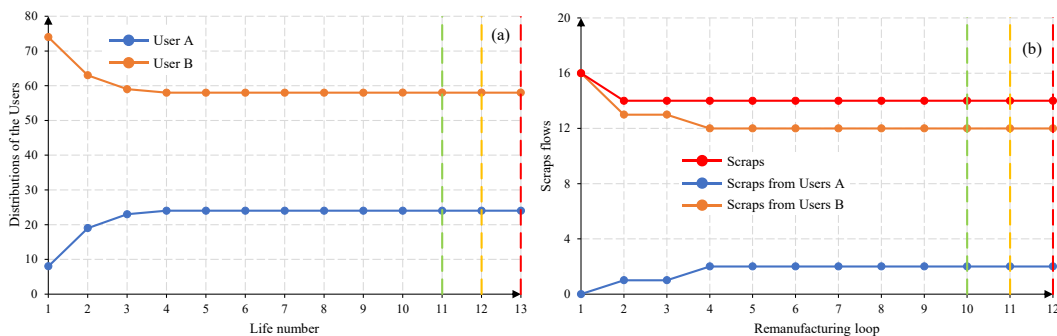 80
70
60
50
40
30
20
10
0
Distributions of the Users
User A
User B
(a)
1 2 3 4 5 6 7 8 9 10 11 12 13
Life number
20
16
12
8
4
0
Scraps flows
(b)
Scraps
Scraps from Users A
Scraps from Users B
1 2 3 4 5 6 7 8 9 10 11 12
Remanufacturing loop